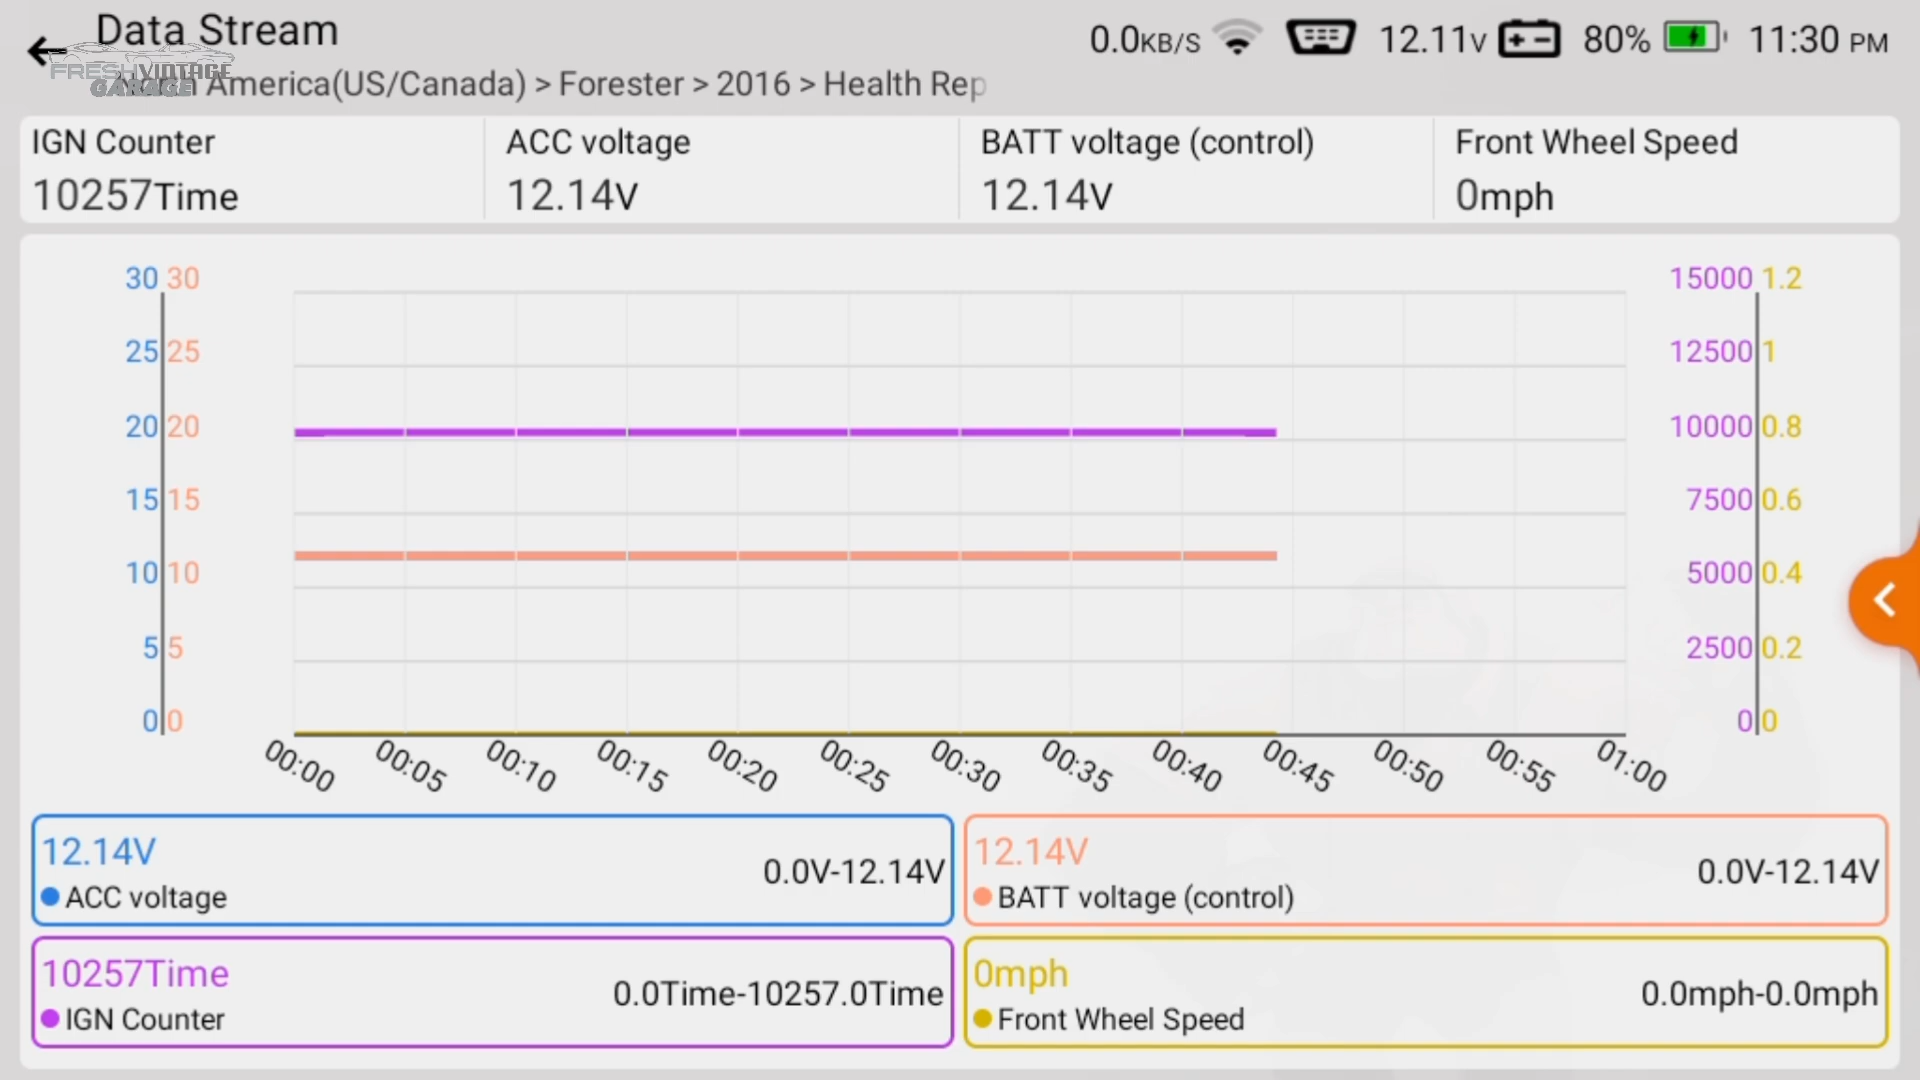 Data Stream
0.0KB/S
12.11V
80%
11:30 PM
FRESHVINTAGE
GARAGE
America(US/Canada) > Forester > 2016 > Health Rep
IGN Counter
10257Time
ACC voltage
12.14V
BATT voltage (control)
12.14V
Front Wheel Speed
0mph
30 30
25 25
20 20
15 15
10 10
5 5
0 0
15000 1.2
12500 1
10000 0.8
7500 0.6
5000 0.4
2500 0.2
0 0
00:00 00:05 00:10 00:15 00:20 00:25 00:30 00:35 00:40 00:45 00:50 00:55 01:00
12.14V
ACC voltage
0.0V-12.14V
12.14V
BATT voltage (control)
0.0V-12.14V
10257Time
IGN Counter
0.0Time-10257.0Time
0mph
Front Wheel Speed
0.0mph-0.0mph